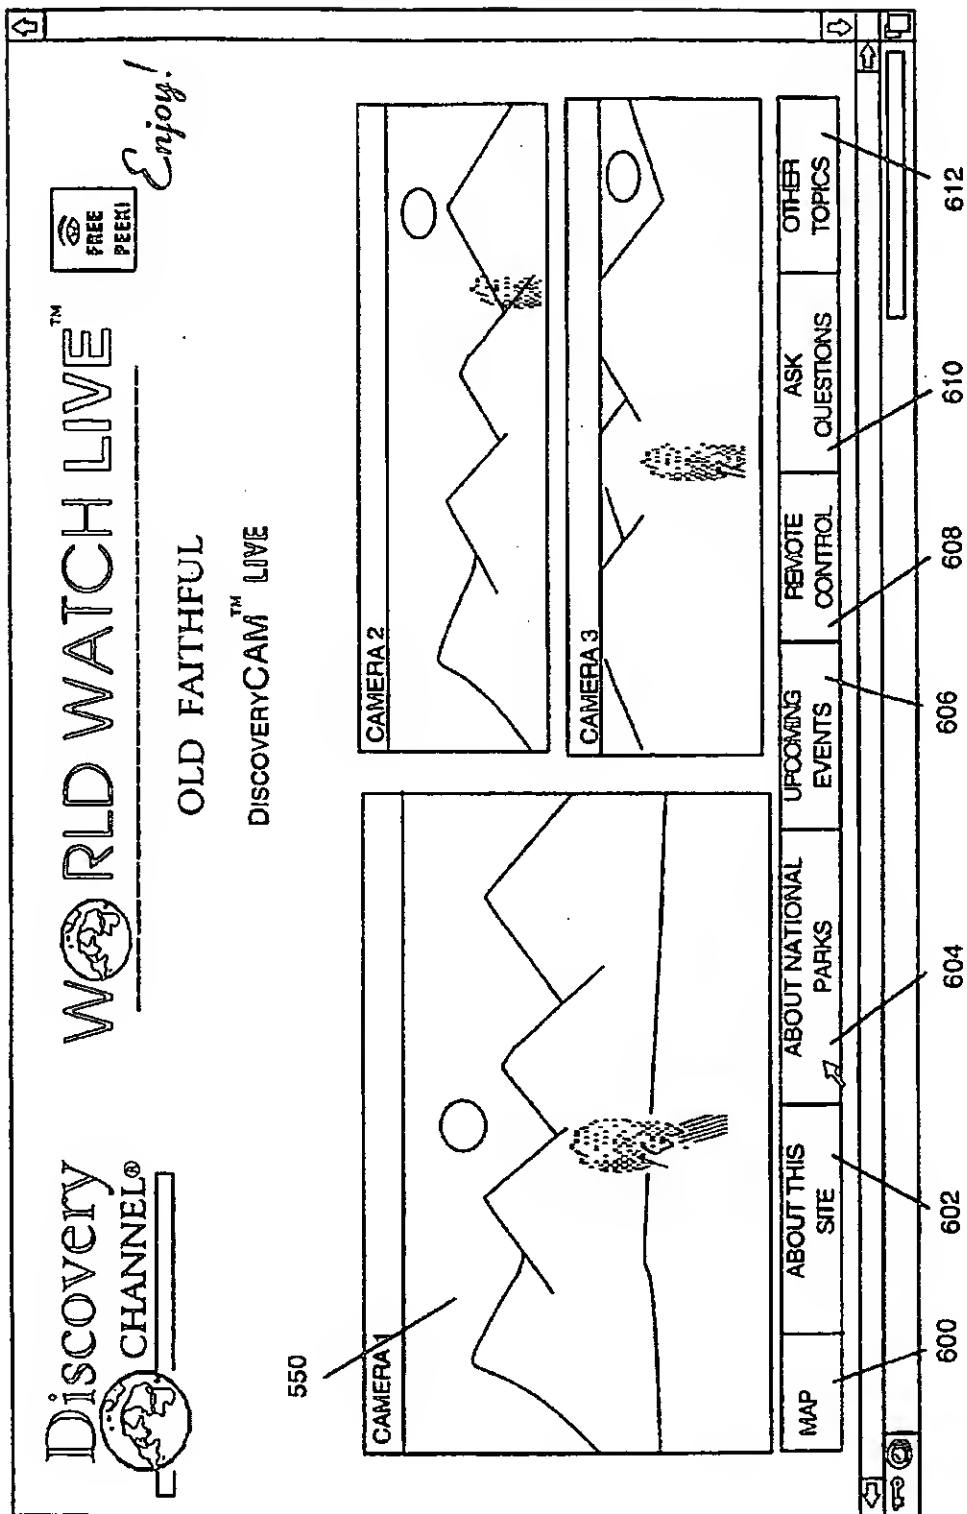 Discovery
CHANNEL®
WORLD WATCH LIVE™
FREE
PEEK!
Enjoy!
OLD FAITHFUL
DISCOVERYCAM™ LIVE
550
CAMERA 1
CAMERA 2
CAMERA 3
MAP
ABOUT THIS
SITE
ABOUT NATIONAL
PARKS
UPCOMING
EVENTS
REMOTE
CONTROL
ASK
QUESTIONS
OTHER
TOPICS
600
602
604
606
608
610
612